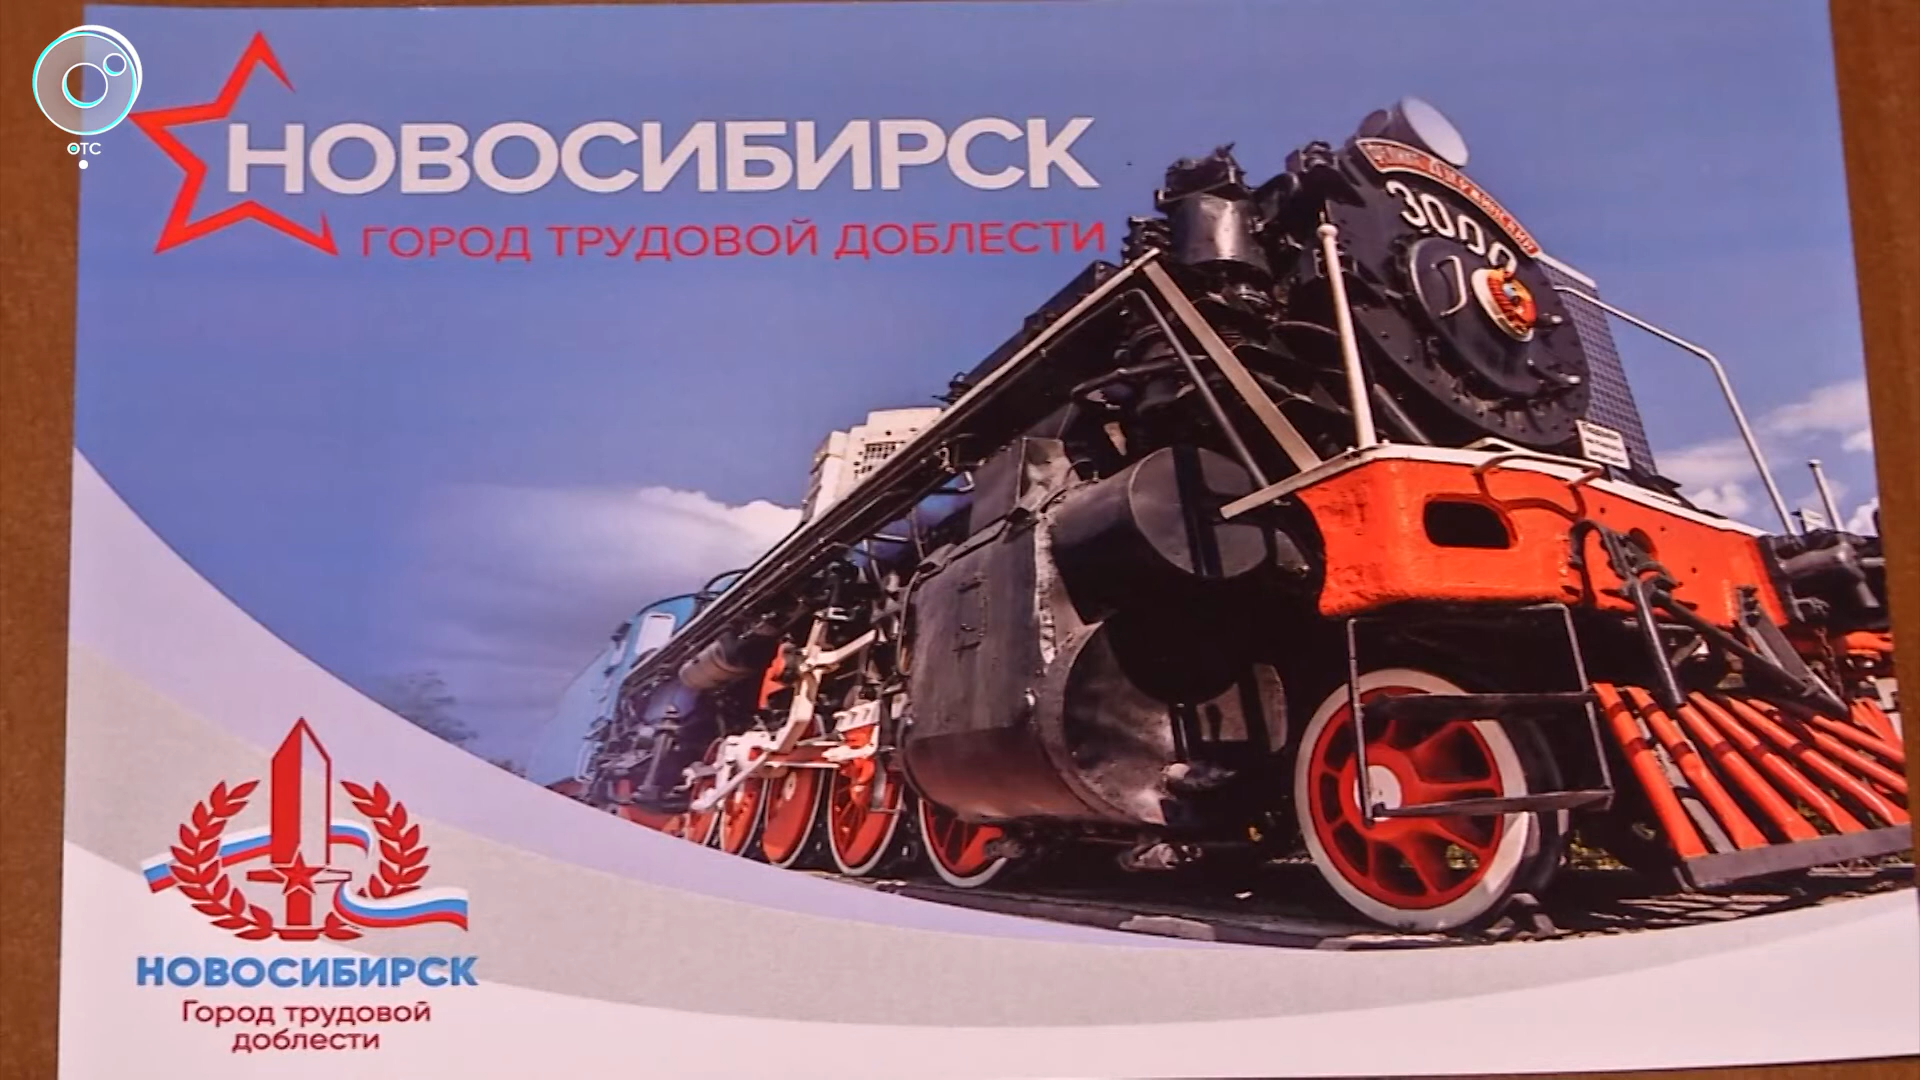 ОТС
НОВОСИБИРСК
ГОРОД ТРУДОВОЙ ДОБЛЕСТИ
3000
НОВОСИБИРСК
Город трудовой
доблести